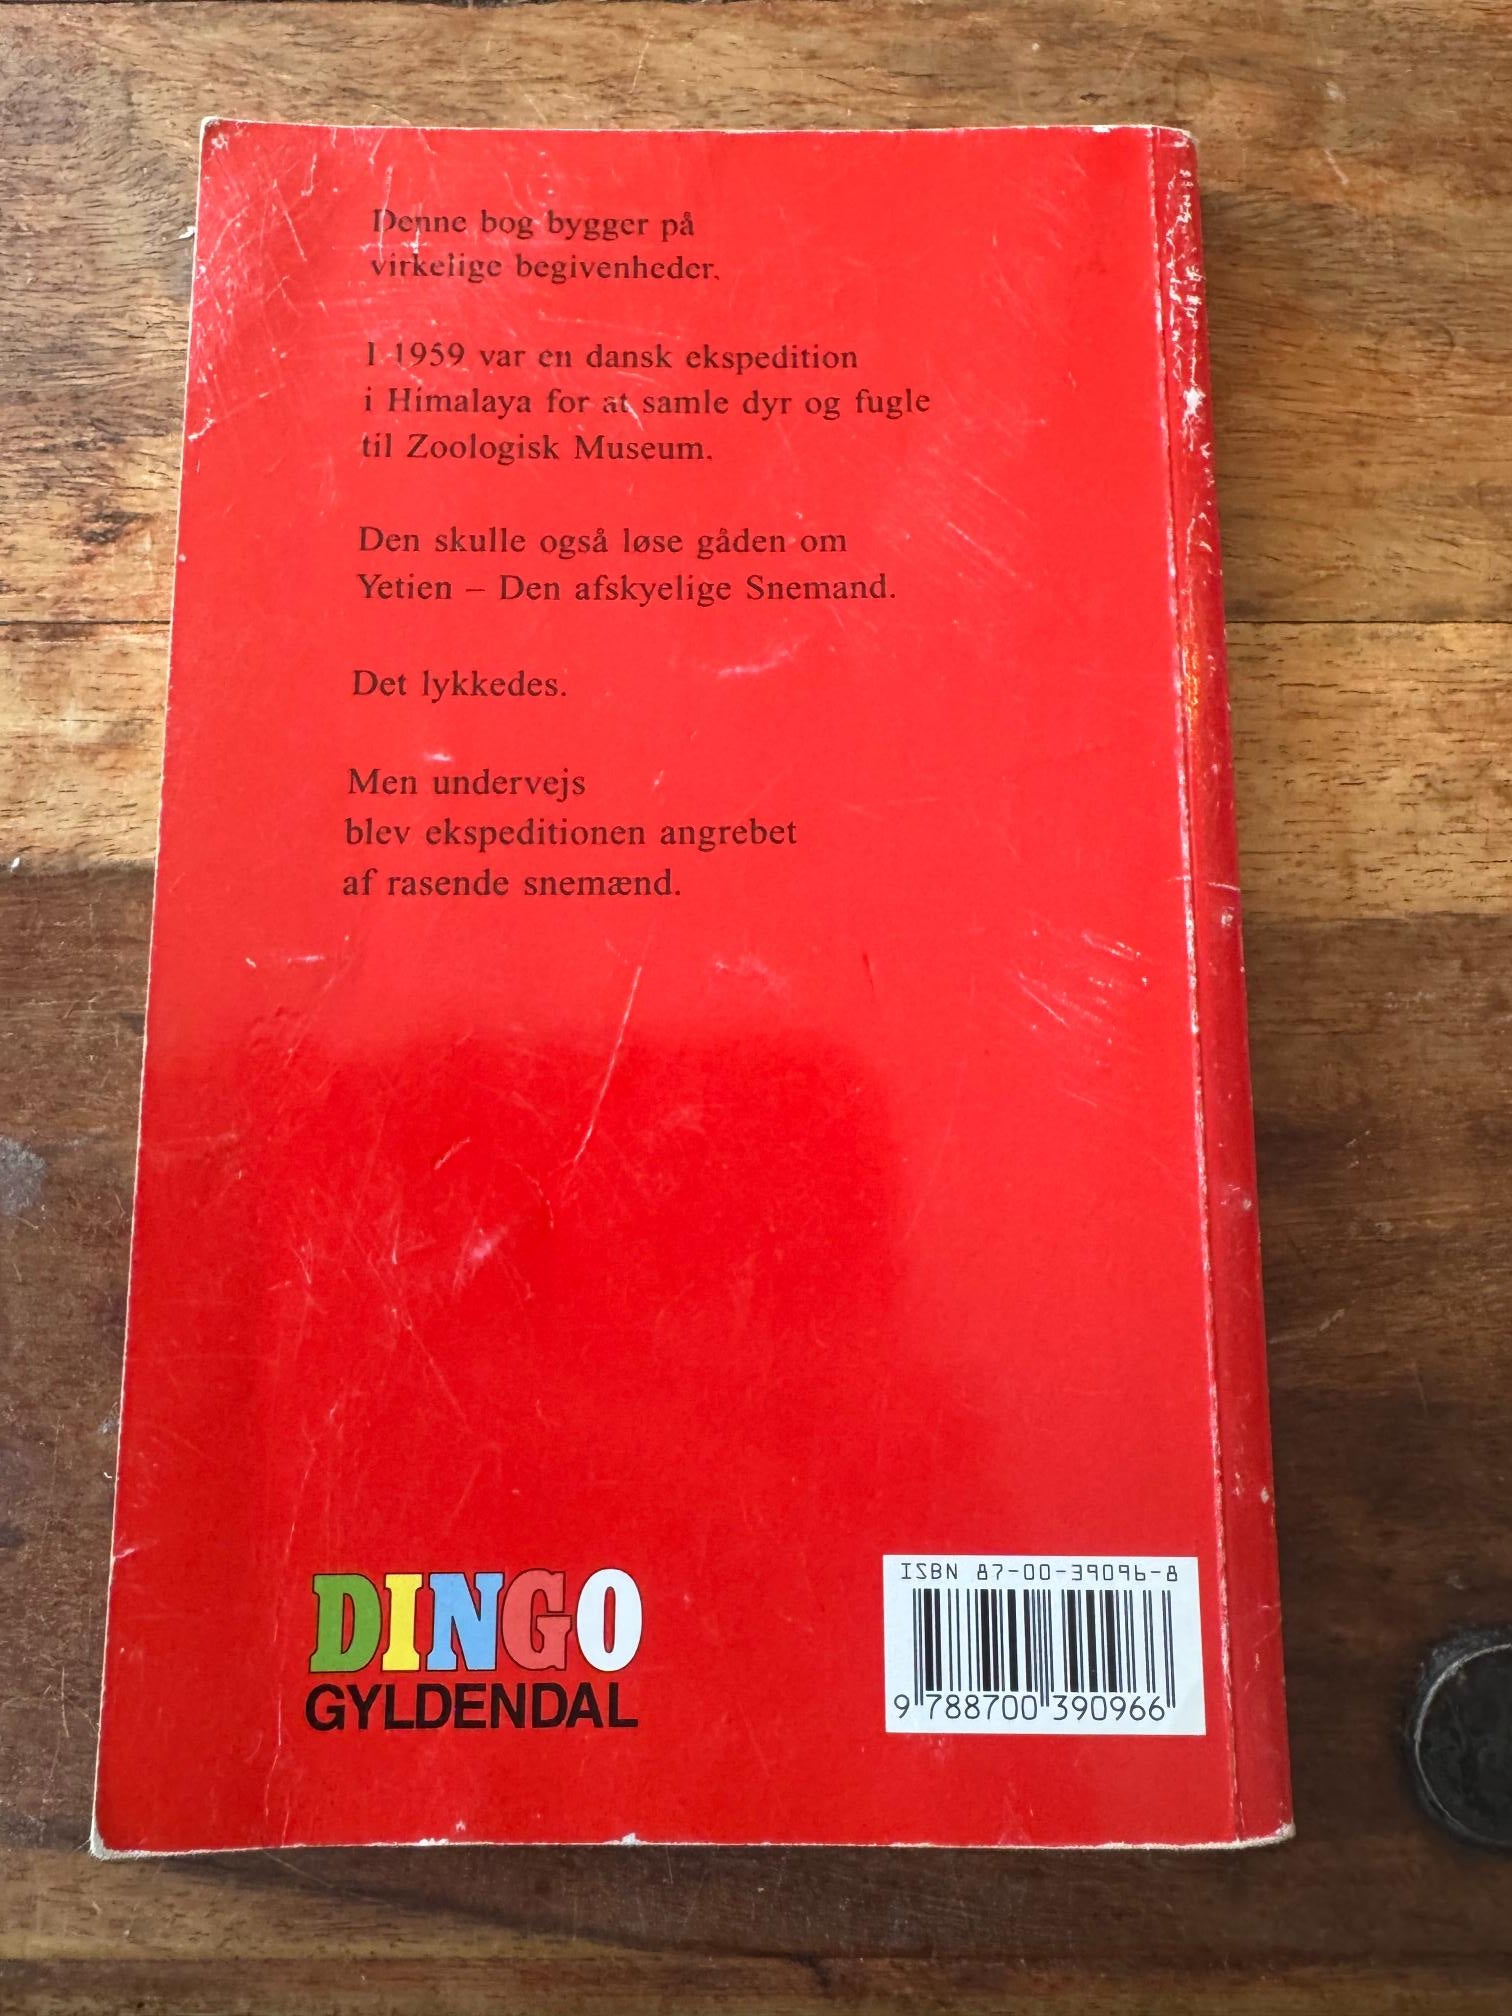 Denne bog bygger på
virkelige begivenheder.
I 1959 var en dansk ekspedition
i Himalaya for at samle dyr og fugle
til Zoologisk Museum.
Den skulle også løse gåden om
Yetien – Den afskyelige Snemand.
Det lykkedes.
Men undervejs
blev ekspeditionen angrebet
af rasende snemænd.
DINGO
GYLDENDAL
ISBN 87-00-39096-8
9 788700 390966